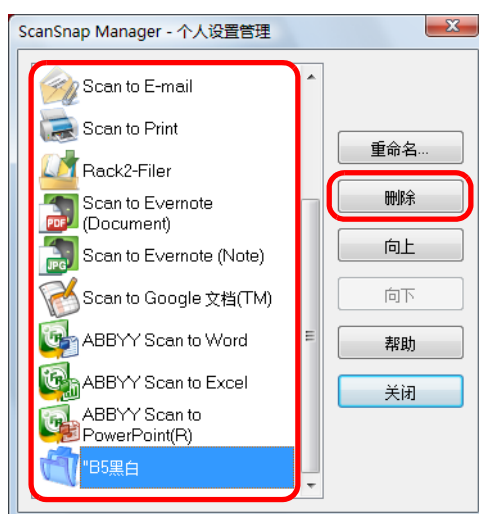 ScanSnap Manager - 个人设置管理
Scan to E-mail
Scan to Print
Rack2-Filer
Scan to Evernote
(Document)
Scan to Evernote (Note)
Scan to Google 文档(TM)
ABBYY Scan to Word
ABBYY Scan to Excel
ABBYY Scan to
PowerPoint(R)
"B5黑白
重命名...
删除
向上
向下
帮助
关闭
PDF
JPG